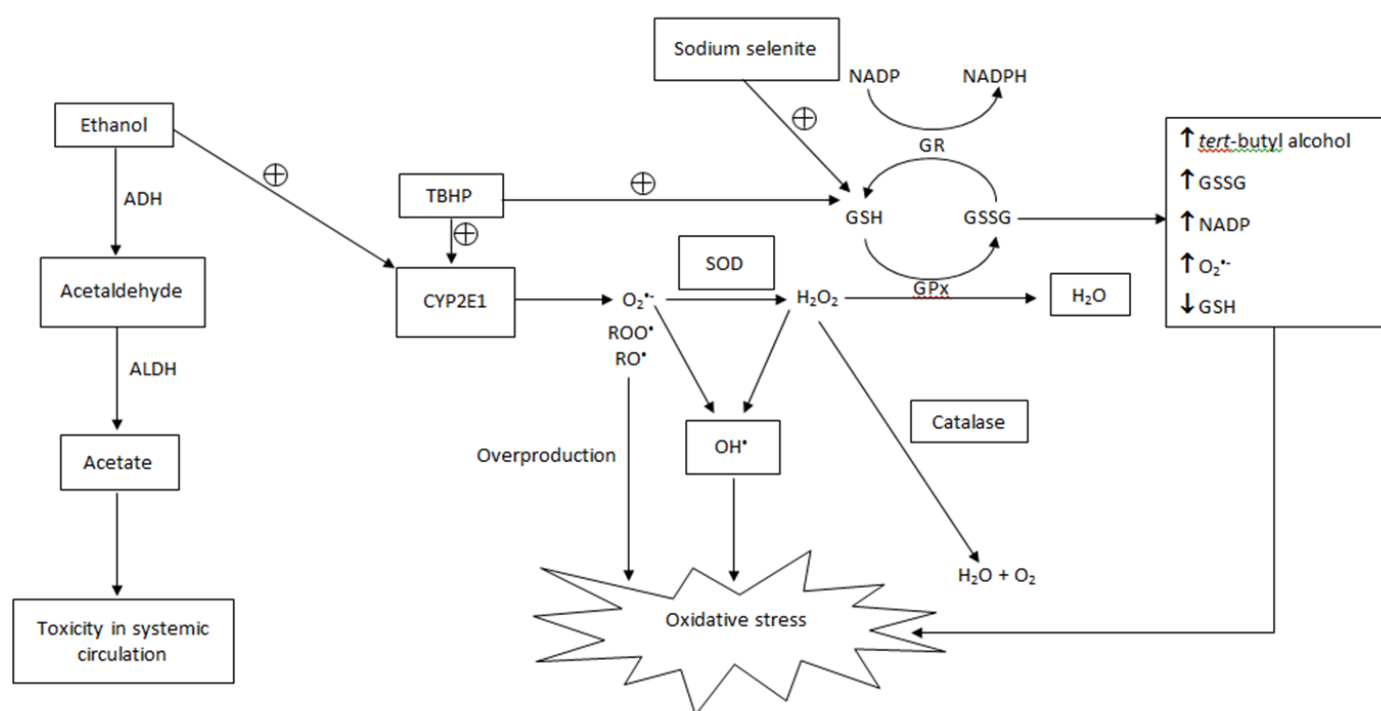 Sodium selenite
NADP
NADPH
Ethanol
GR
↑ tert-butyl alcohol
↑ GSSG
↑ NADP
↑ O₂•-
↓ GSH
ADH
TBHP
GSH
GSSG
Acetaldehyde
CYP2E1
SOD
O₂•-
H₂O₂
GPx
H₂O
ROO•
RO•
ALDH
Acetate
Overproduction
OH•
Catalase
H₂O + O₂
Toxicity in systemic
circulation
Oxidative stress